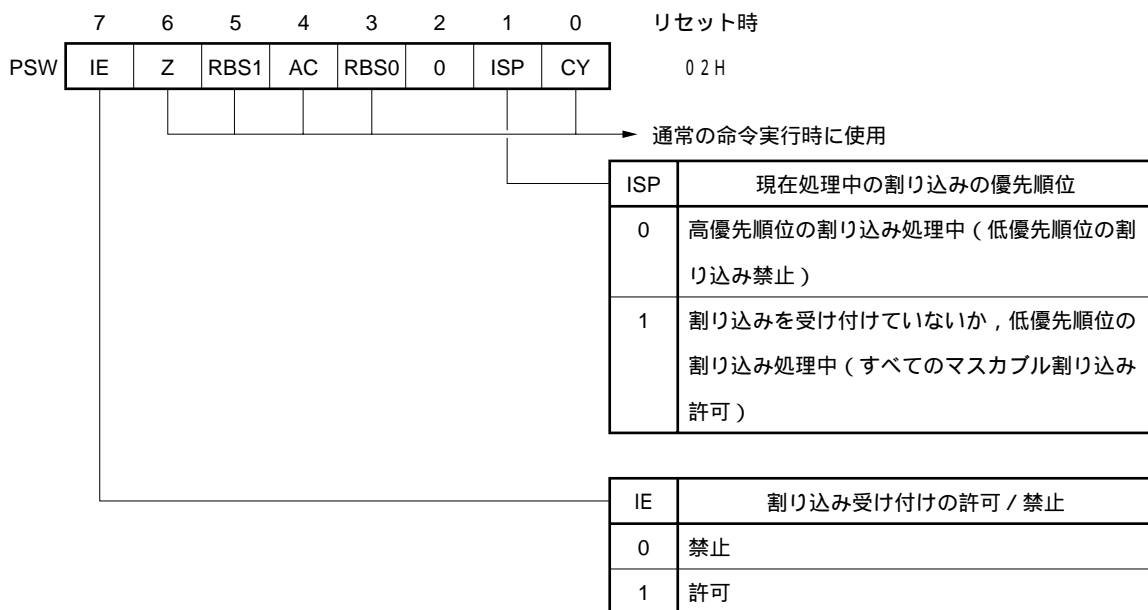 7 6 5 4 3 2 1 0 リセット時
PSW IE Z RBS1 AC RBS0 0 ISP CY 02H
通常の命令実行時に使用
ISP 現在処理中の割り込みの優先順位
0 高優先順位の割り込み処理中(低優先順位の割
り込み禁止)
1 割り込みを受け付けていないか,低優先順位の
割り込み処理中(すべてのマスカブル割り込み
許可)
IE 割り込み受け付けの許可/禁止
0 禁止
1 許可